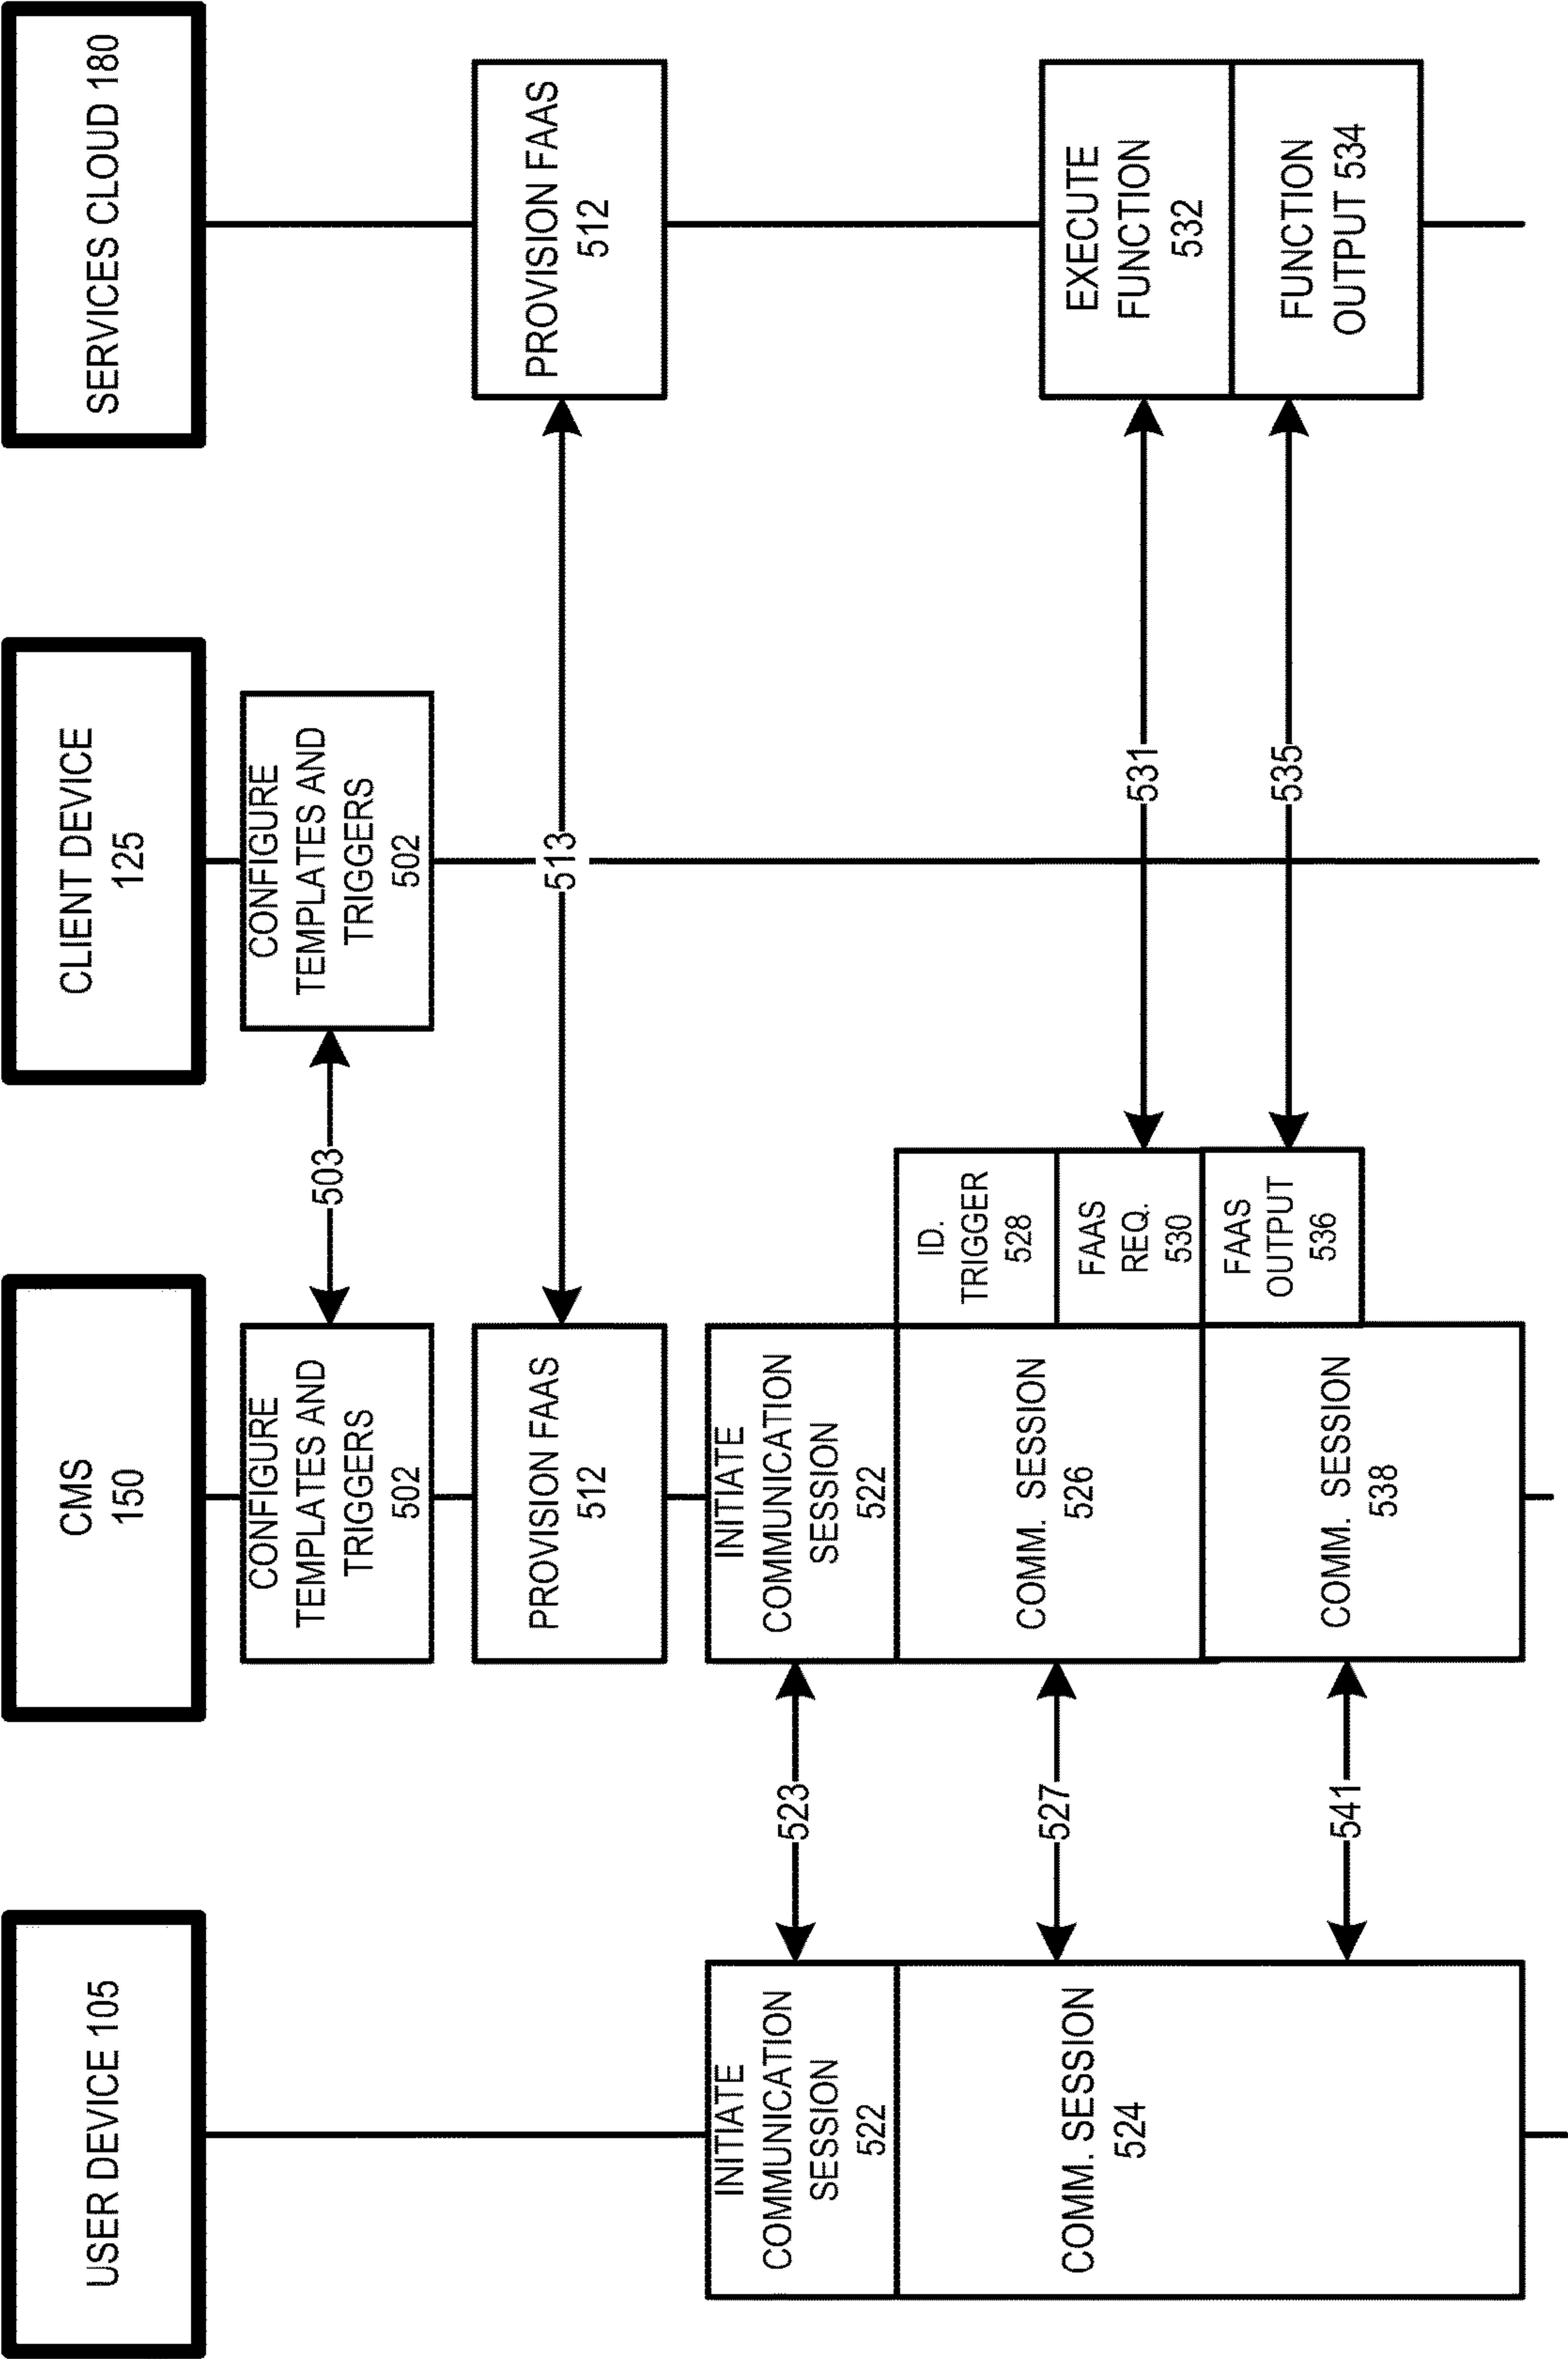 USER DEVICE 105
CMS
150
CLIENT DEVICE
125
SERVICES CLOUD 180
CONFIGURE
TEMPLATES AND
TRIGGERS
502
503
CONFIGURE
TEMPLATES AND
TRIGGERS
502
PROVISION FAAS
512
513
PROVISION FAAS
512
INITIATE
COMMUNICATION
SESSION
522
523
INITIATE
COMMUNICATION
SESSION
522
COMM. SESSION
524
527
COMM. SESSION
526
ID.
TRIGGER
528
FAAS
REQ.
530
531
EXECUTE
FUNCTION
532
541
COMM. SESSION
538
FAAS
OUTPUT
536
535
FUNCTION
OUTPUT 534